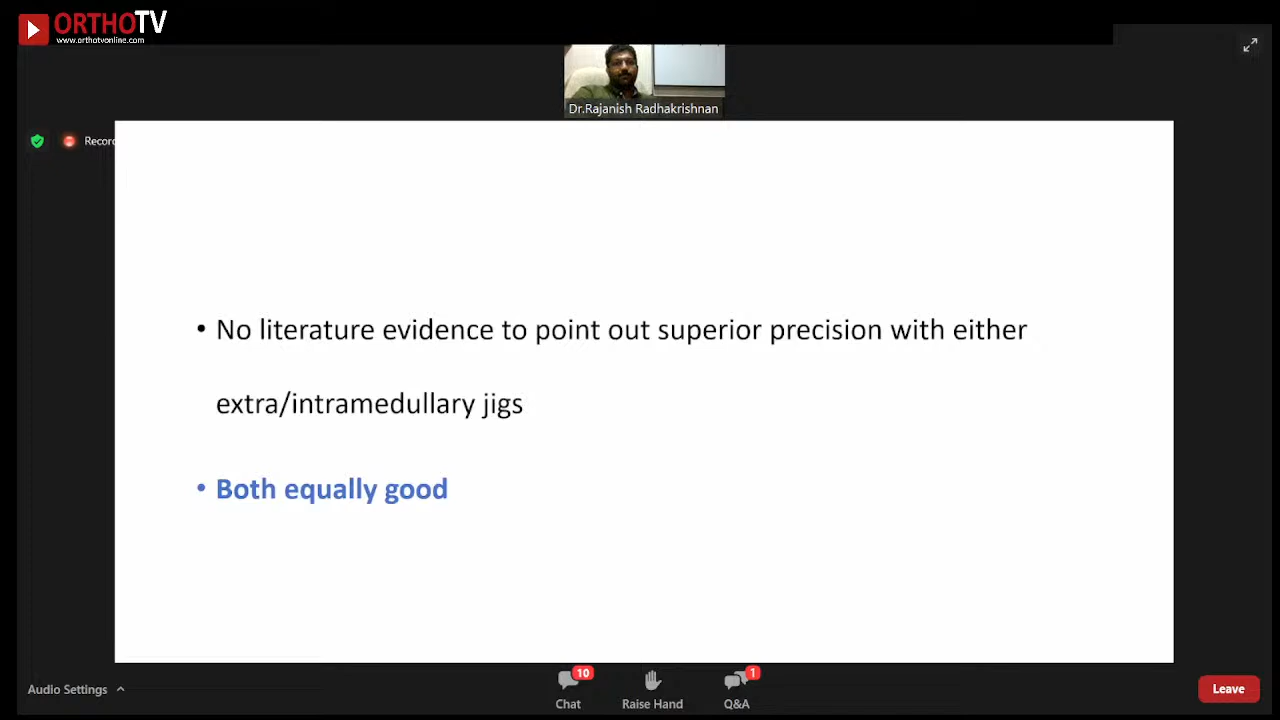 ORTHOTV
www.orthotvonline.com
Dr.Rajanish Radhakrishnan
Recor
• No literature evidence to point out superior precision with either
extra/intramedullary jigs
• Both equally good
Audio Settings
10
Chat
Raise Hand
1
Q&A
Leave